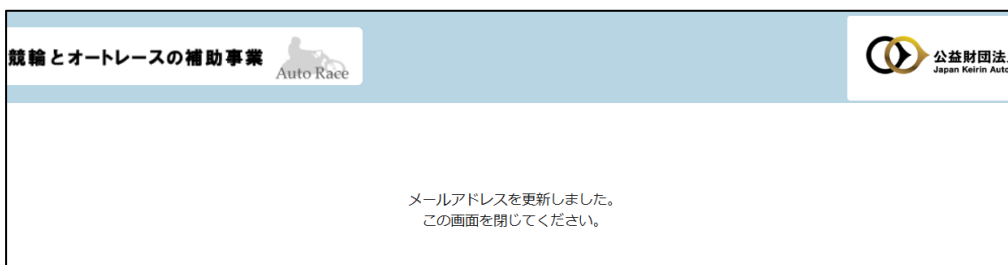 競輪とオートレースの補助事業
Auto Race
公益財団法
Japan Keirin Auto
メールアドレスを更新しました。
この画面を閉じてください。